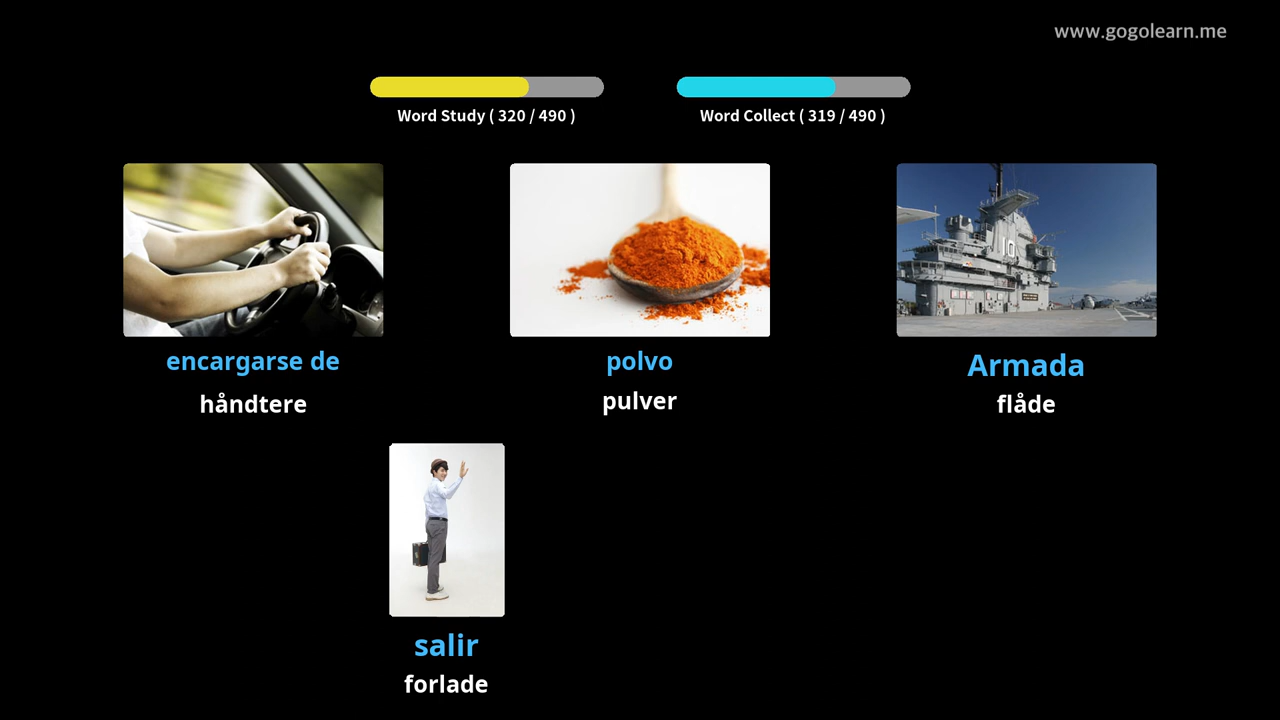 www.gogolearn.me
Word Study ( 320 / 490 )
Word Collect ( 319 / 490 )
encargarse de
håndtere
polvo
pulver
Armada
flåde
salir
forlade
10